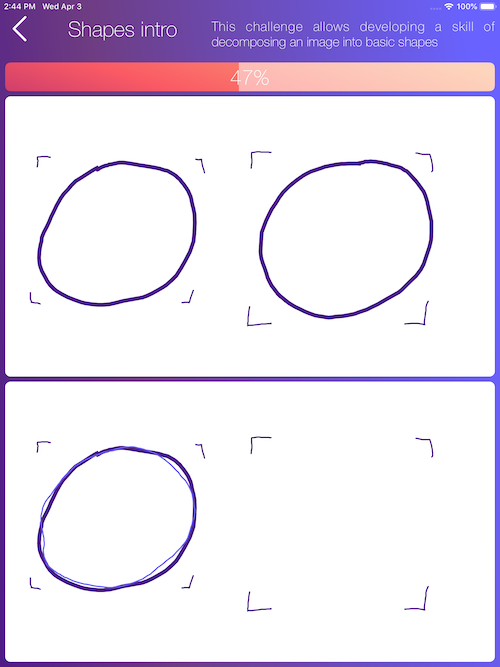 2:44 PM Wed Apr 3 100%
Shapes intro
This challenge allows developing a skill of
decomposing an image into basic shapes
47%